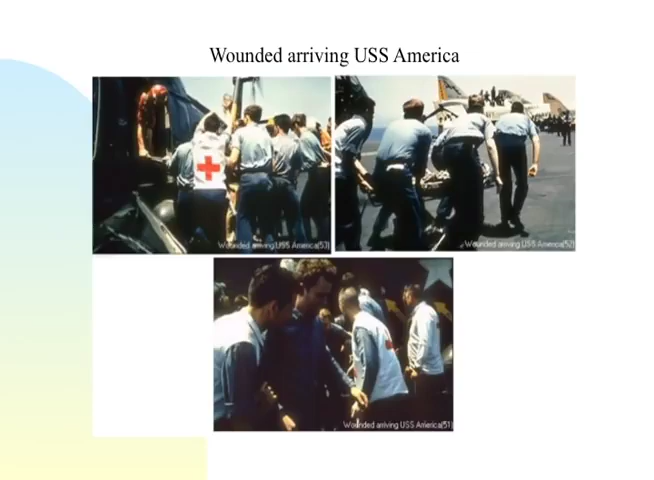 Wounded arriving USS America
Wounded arriving USS America(53)
Wounded arriving USS America(52)
Wounded arriving USS America(51)